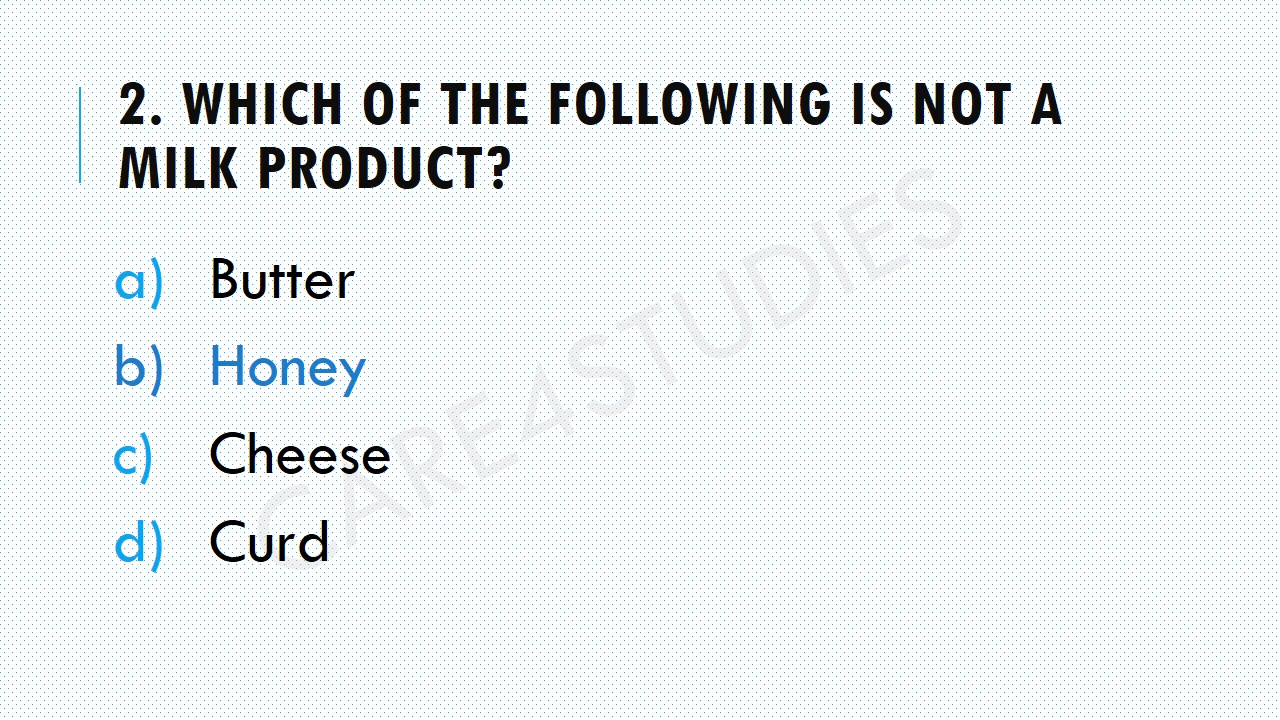 2. WHICH OF THE FOLLOWING IS NOT A
MILK PRODUCT?
a) Butter
b) Honey
c) Cheese
d) Curd
CARE4STUDIES